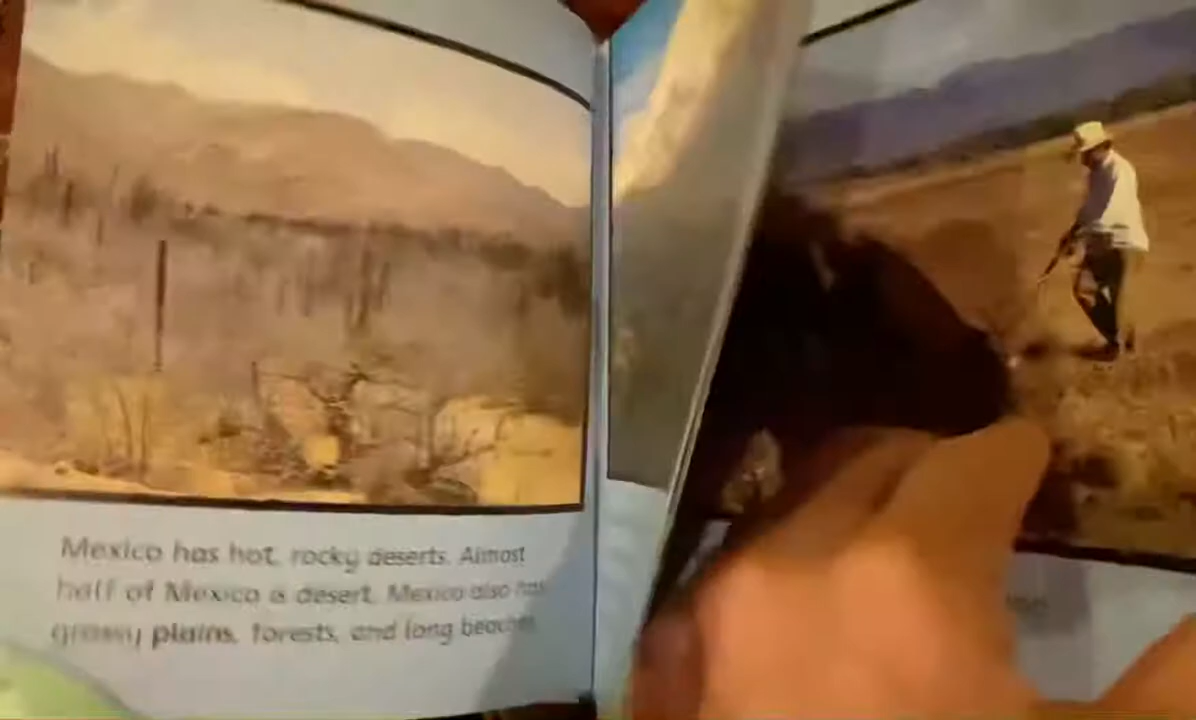 Mexico has hot, rocky deserts. Almost
half of Mexico is desert. Mexico also has
grassy plains, forests, and long beaches.